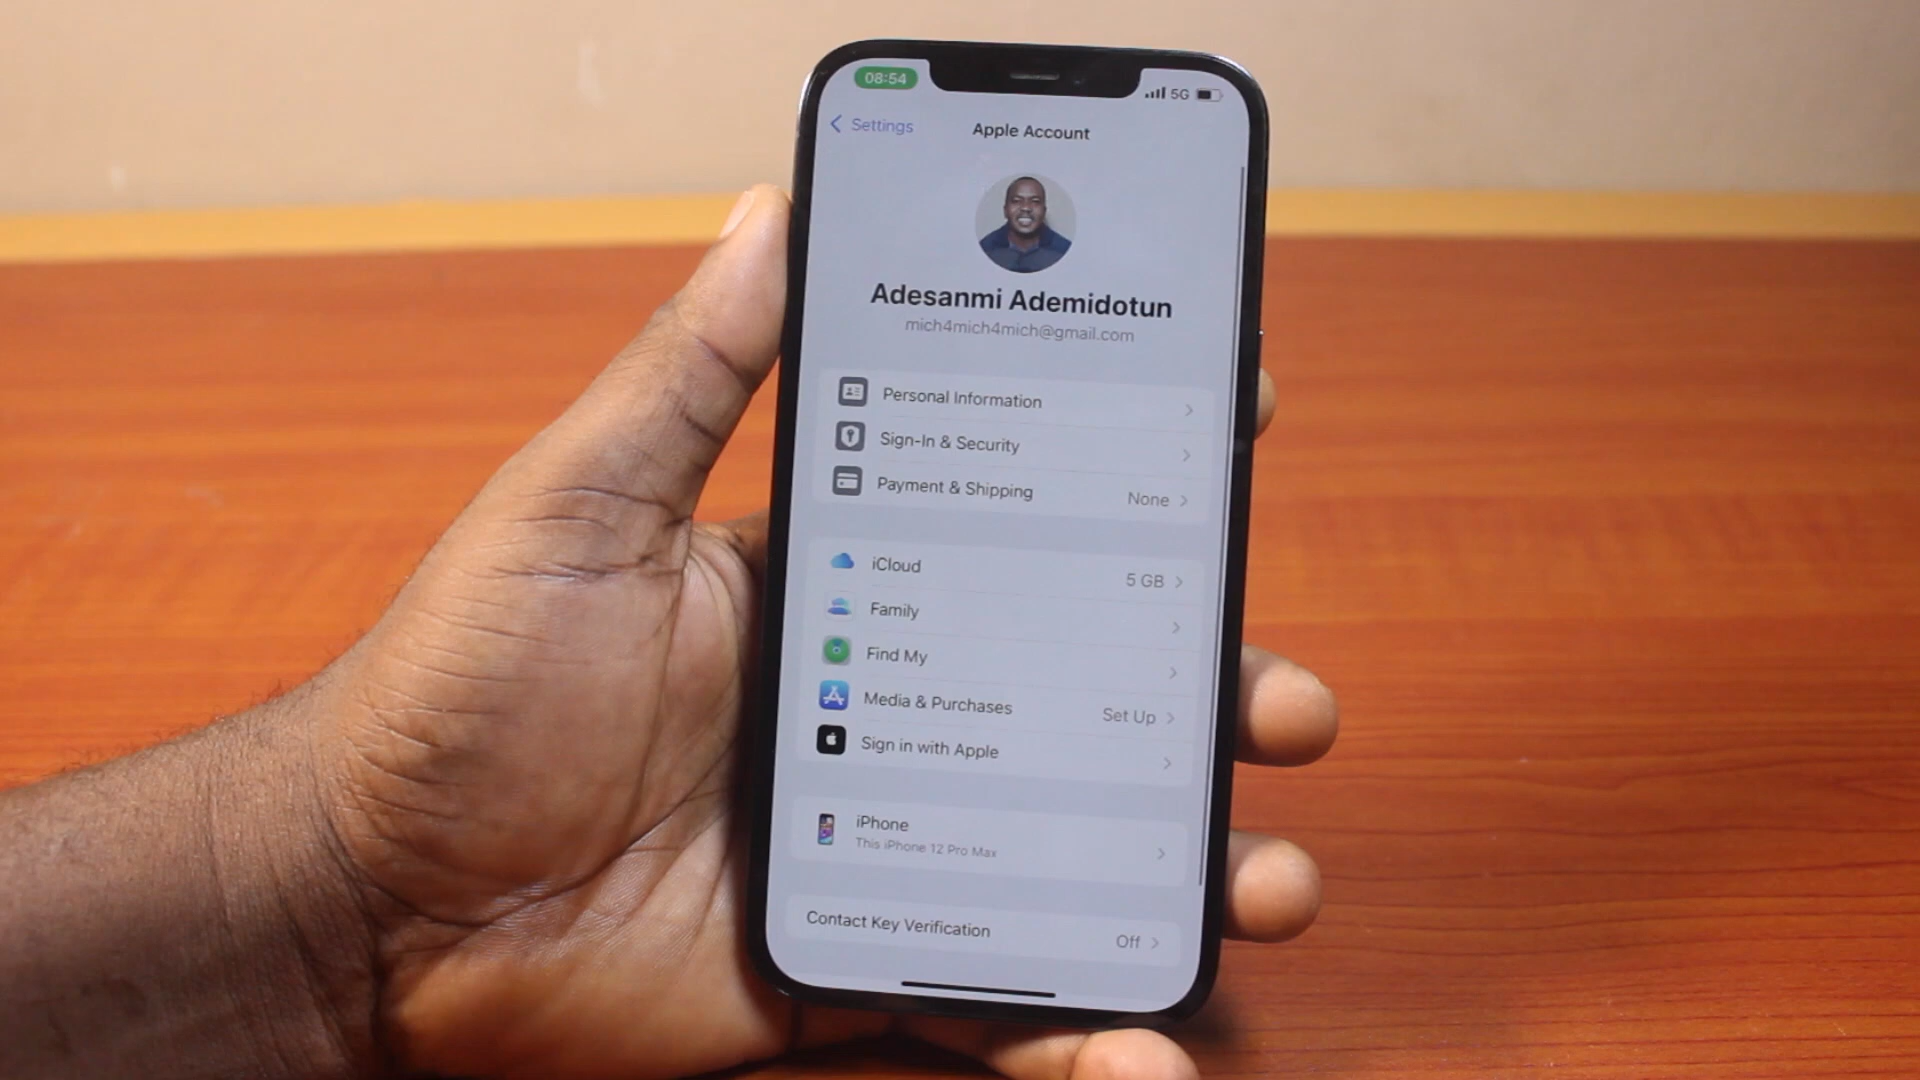 08:54
5G
Settings
Apple Account
Adesanmi Ademidotun
mich4mich4mich@gmail.com
Personal Information
Sign-In & Security
Payment & Shipping None
iCloud 5 GB
Family
Find My
Media & Purchases Set Up
Sign in with Apple
iPhone
This iPhone 12 Pro Max
Contact Key Verification Off